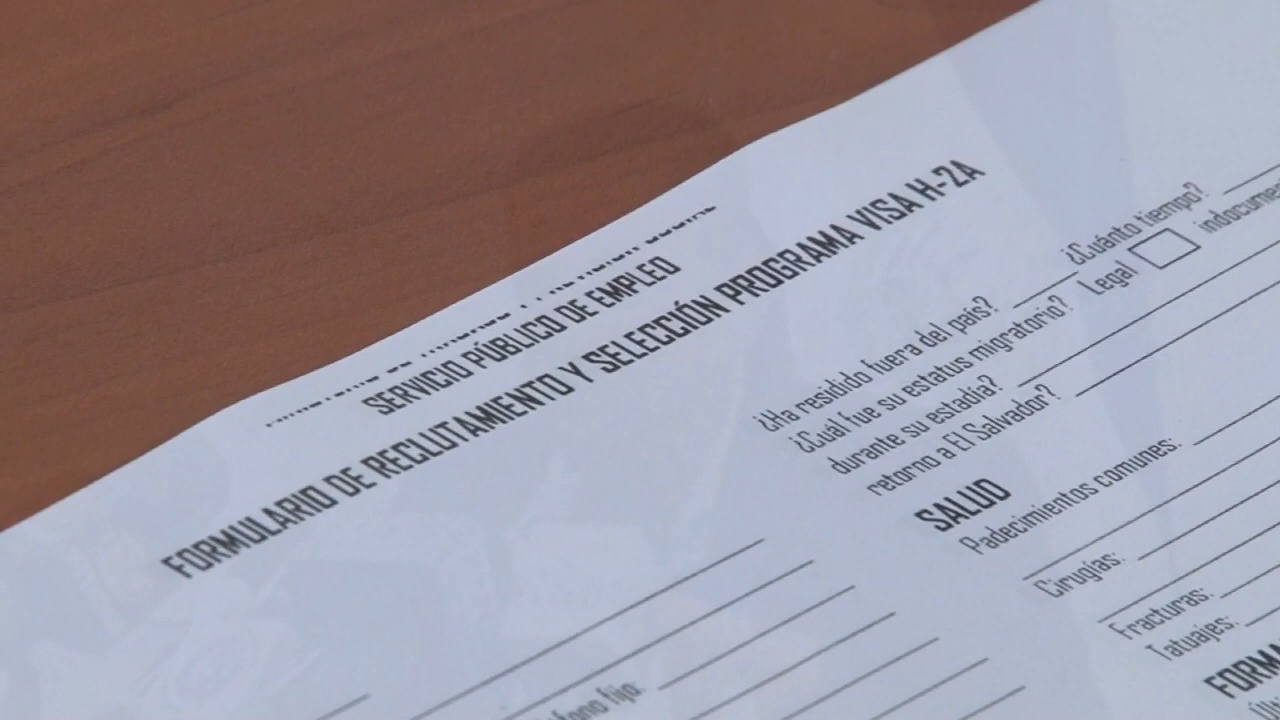 SERVICIO PÚBLICO DE EMPLEO
FORMULARIO DE RECLUTAMIENTO Y SELECCIÓN PROGRAMA VISA H-2A
fijo:
¿Ha residido fuera del país? ¿Cuánto tiempo?
¿Cuál fue su estatus migratorio? Legal
durante su estadía?
retorno a El Salvador?
SALUD
Padecimientos comunes:
Cirugías:
Fracturas:
Tatuajes: